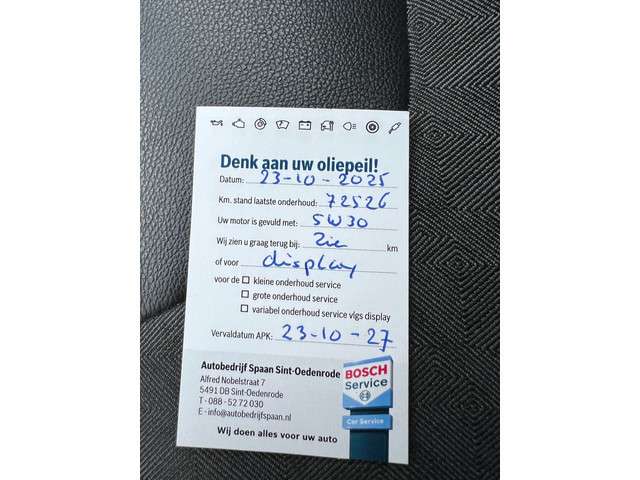 Denk aan uw oliepeil!
Datum: 23-10-2025
Km. stand laatste onderhoud: 72526
Uw motor is gevuld met: 5W30
Wij zien u graag terug bij: Zie km
of voor display
voor de kleine onderhoud service
grote onderhoud service
variabel onderhoud service vlgs display
Vervaldatum APK: 23-10-27
Autobedrijf Spaan Sint-Oedenrode
Alfred Nobelstraat 7
5491 DB Sint-Oedenrode
T - 088 - 52 72 030
E - info@autobedrijfspaan.nl
Wij doen alles voor uw auto
BOSCH
Service
Car Service